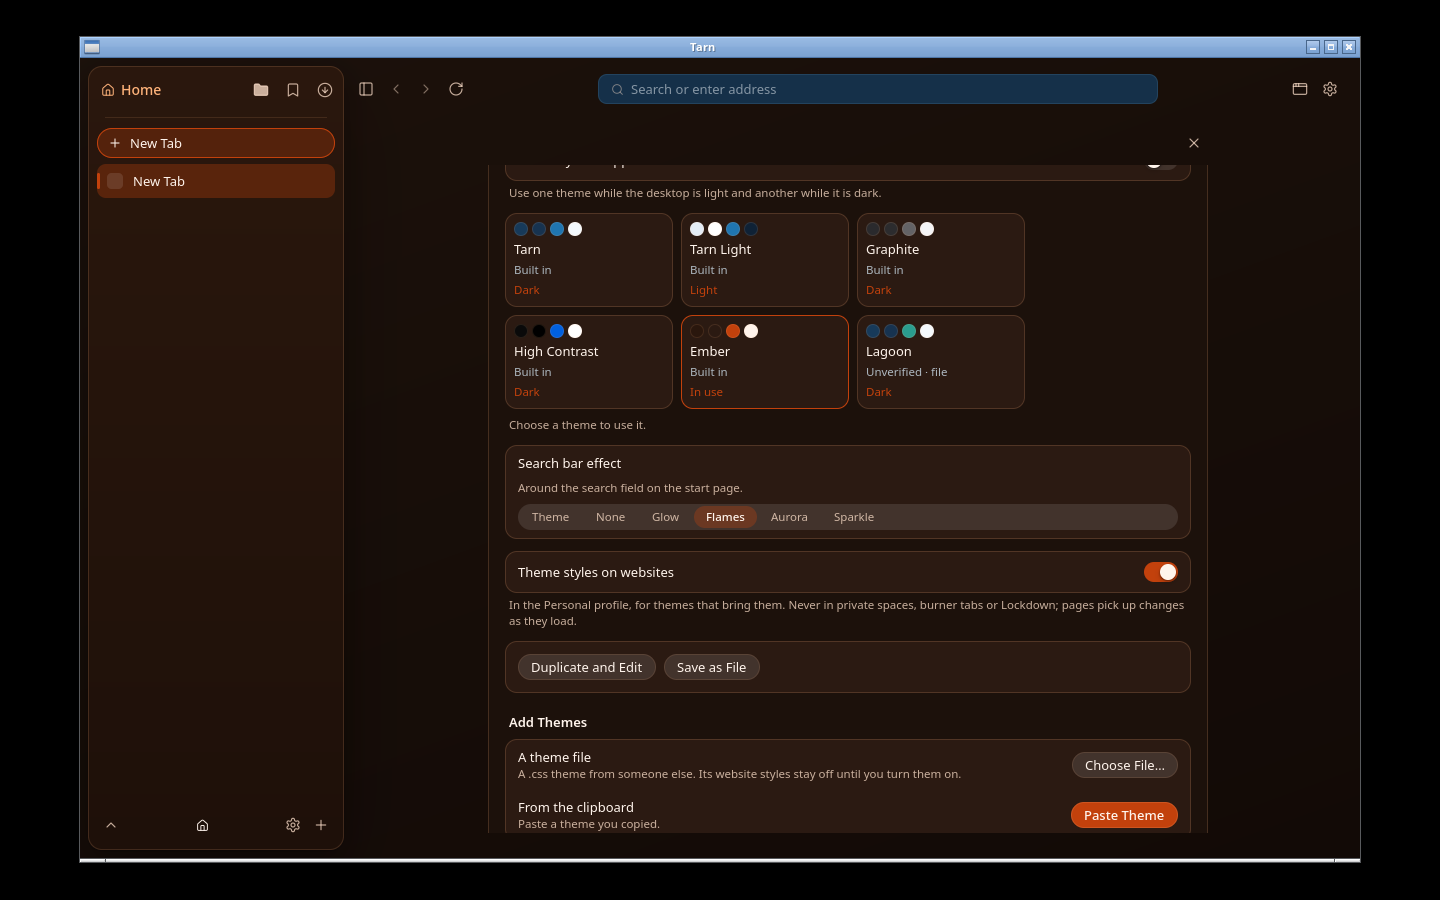 Tarn
Home
Search or enter address
New Tab
New Tab
Use one theme while the desktop is light and another while it is dark.
Tarn
Built in
Dark
Tarn Light
Built in
Light
Graphite
Built in
Dark
High Contrast
Built in
Dark
Ember
Built in
In use
Lagoon
Unverified · file
Dark
Choose a theme to use it.
Search bar effect
Around the search field on the start page.
Theme None Glow Flames Aurora Sparkle
Theme styles on websites
In the Personal profile, for themes that bring them. Never in private spaces, burner tabs or Lockdown; pages pick up changes
as they load.
Duplicate and Edit Save as File
Add Themes
A theme file
A .css theme from someone else. Its website styles stay off until you turn them on.
Choose File...
From the clipboard
Paste a theme you copied.
Paste Theme